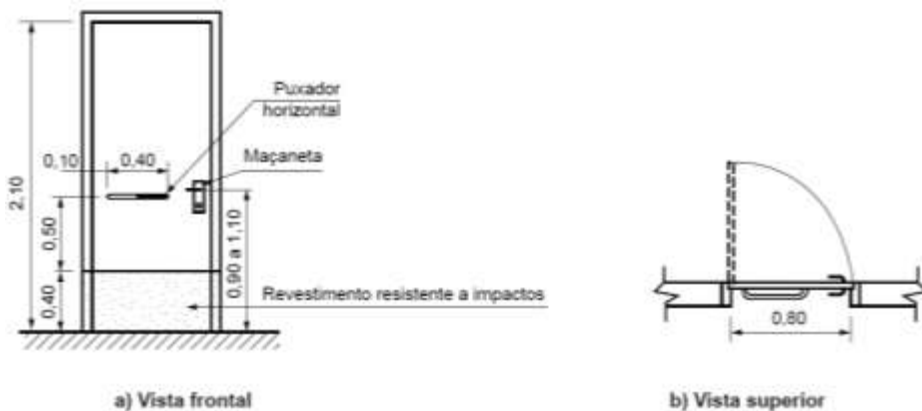 Puxador
horizontal
0,10
0,40
Maçaneta
2,10
0,50
0,90 a 1,10
0,40
Revestimento resistente a impactos
0,80
a) Vista frontal
b) Vista superior